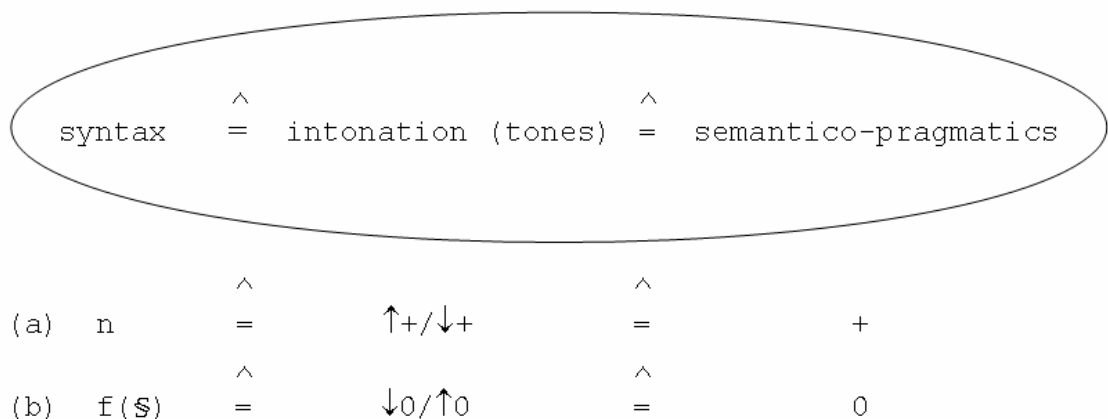 syntax ≙ intonation (tones) ≙ semantico-pragmatics
(a) n ≙ ↑+/↓+ ≙ +
(b) f(§) ≙ ↓0/↑0 ≙ 0